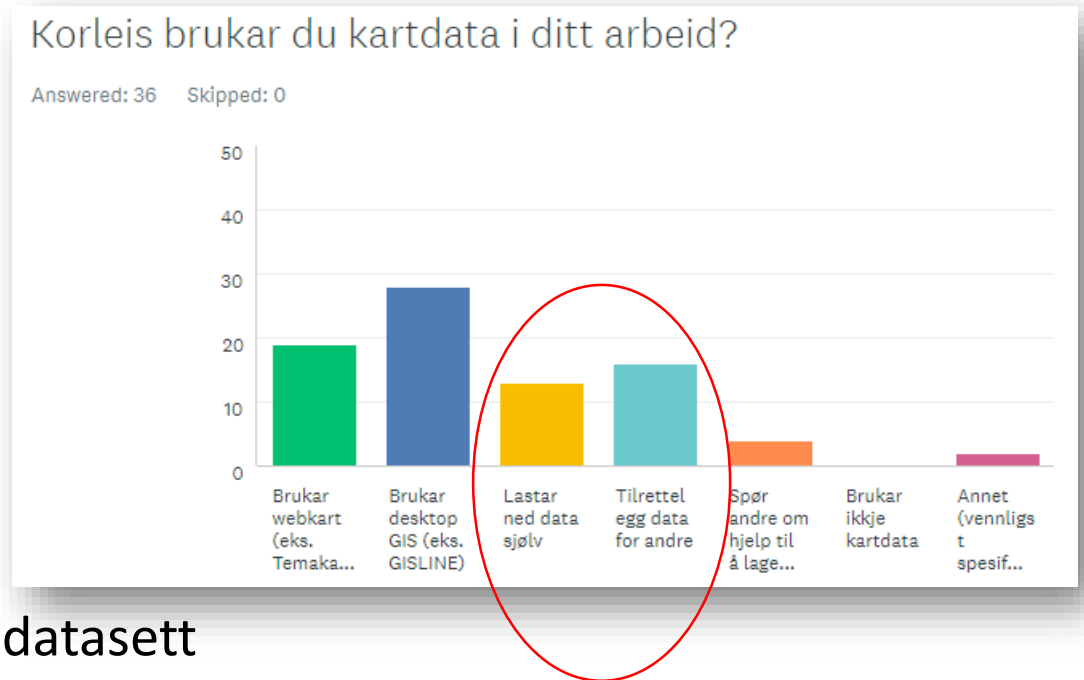 Korleis brukar du kartdata i ditt arbeid?
Answered: 36 Skipped: 0
50
40
30
20
10
0
Brukar
webkart
(eks.
Temaka...
Brukar
desktop
GIS (eks.
GISLINE)
Lastar
ned data
sjølv
Tilrettel
egg data
for andre
Spør
andre om
hjelp til
å lage...
Brukar
ikkje
kartdata
Annet
(vennligs
t
spesif...
datasett